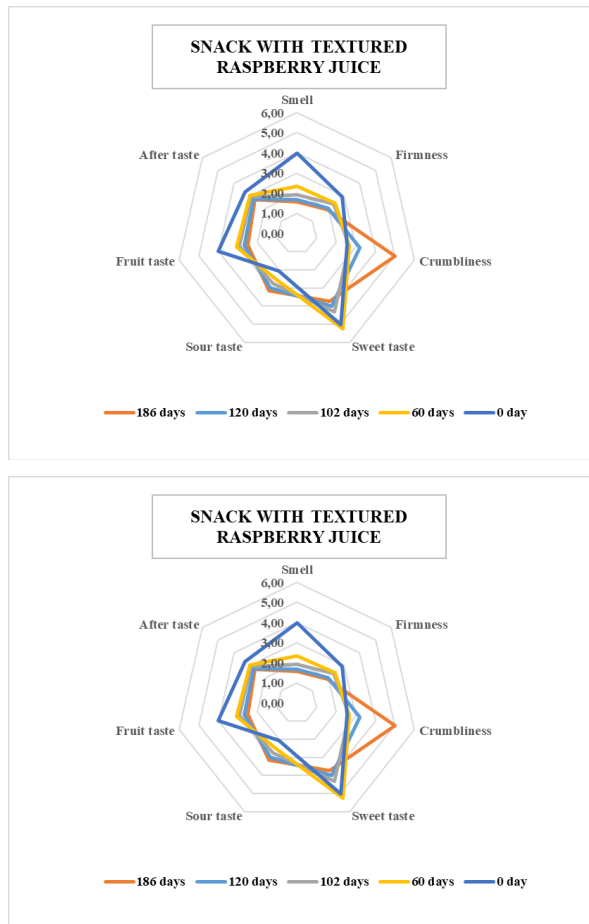 SNACK WITH TEXTURED
RASPBERRY JUICE
Smell
6,00
5,00
4,00
3,00
2,00
1,00
0,00
After taste
Firmness
Fruit taste
Crumbliness
Sour taste
Sweet taste
186 days
120 days
102 days
60 days
0 day
SNACK WITH TEXTURED
RASPBERRY JUICE
Smell
6,00
5,00
4,00
3,00
2,00
1,00
0,00
After taste
Firmness
Fruit taste
Crumbliness
Sour taste
Sweet taste
186 days
120 days
102 days
60 days
0 day